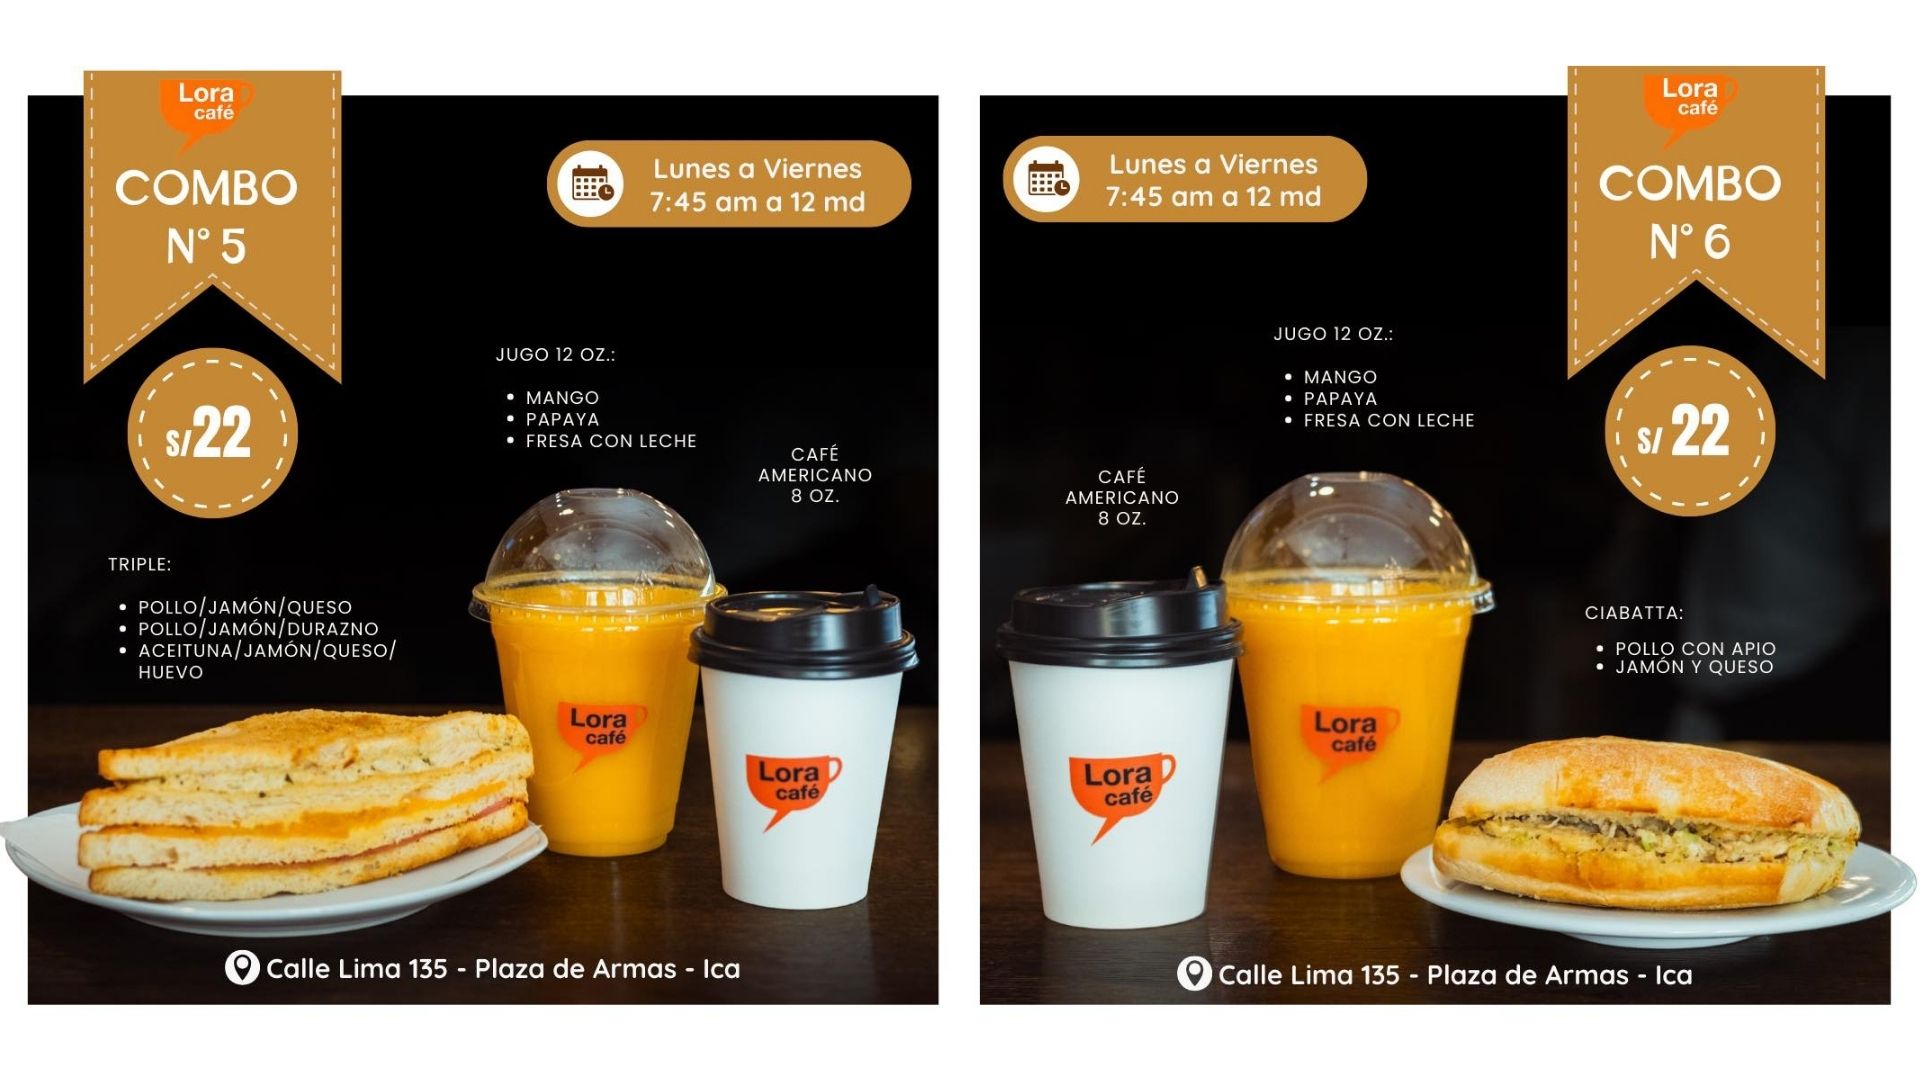 Lora
café
COMBO
N° 5
Lunes a Viernes
7:45 am a 12 md
S/22
JUGO 12 OZ.:
• MANGO
• PAPAYA
• FRESA CON LECHE
CAFÉ
AMERICANO
8 OZ.
TRIPLE:
• POLLO/JAMÓN/QUESO
• POLLO/JAMÓN/DURAZNO
• ACEITUNA/JAMÓN/QUESO/
HUEVO
Lora
café
Lora
café
Calle Lima 135 - Plaza de Armas - Ica
Lunes a Viernes
7:45 am a 12 md
Lora
café
COMBO
N° 6
JUGO 12 OZ.:
• MANGO
• PAPAYA
• FRESA CON LECHE
S/ 22
CAFÉ
AMERICANO
8 OZ.
CIABATTA:
• POLLO CON APIO
• JAMÓN Y QUESO
Lora
café
Lora
café
Calle Lima 135 - Plaza de Armas - Ica